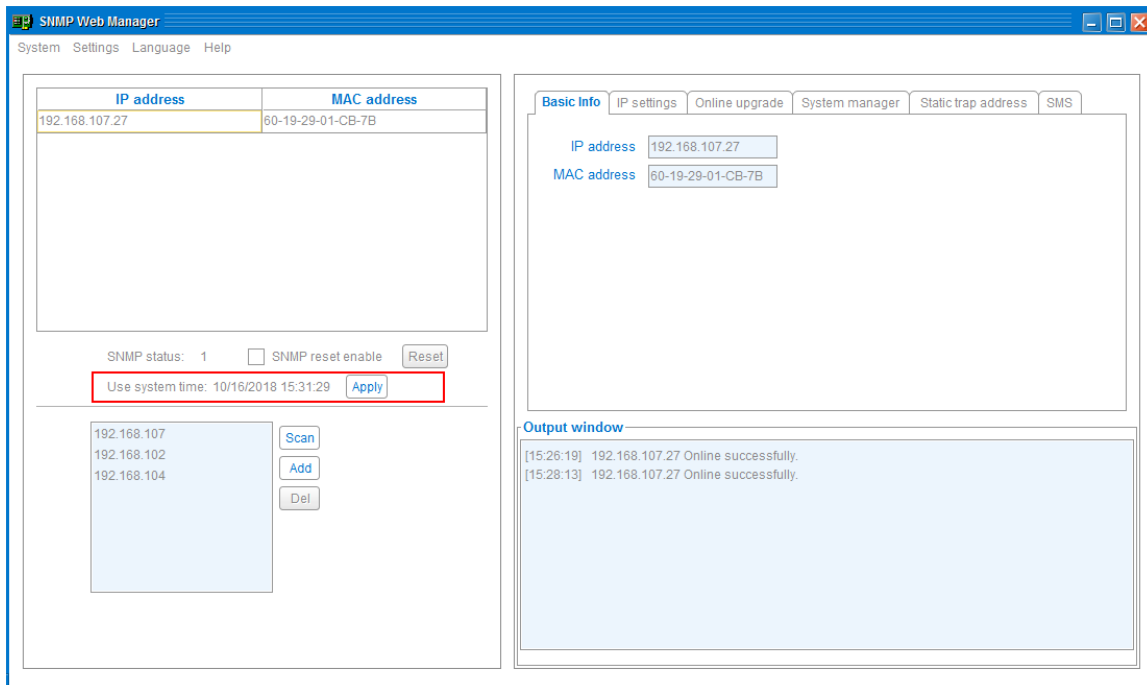 SNMP Web Manager
System Settings Language Help
IP address MAC address
192.168.107.27 60-19-29-01-CB-7B
SNMP status: 1 SNMP reset enable Reset
Use system time: 10/16/2018 15:31:29 Apply
192.168.107
192.168.102
192.168.104
Scan
Add
Del
Basic Info IP settings Online upgrade System manager Static trap address SMS
IP address 192.168.107.27
MAC address 60-19-29-01-CB-7B
Output window
[15:26:19] 192.168.107.27 Online successfully.
[15:28:13] 192.168.107.27 Online successfully.